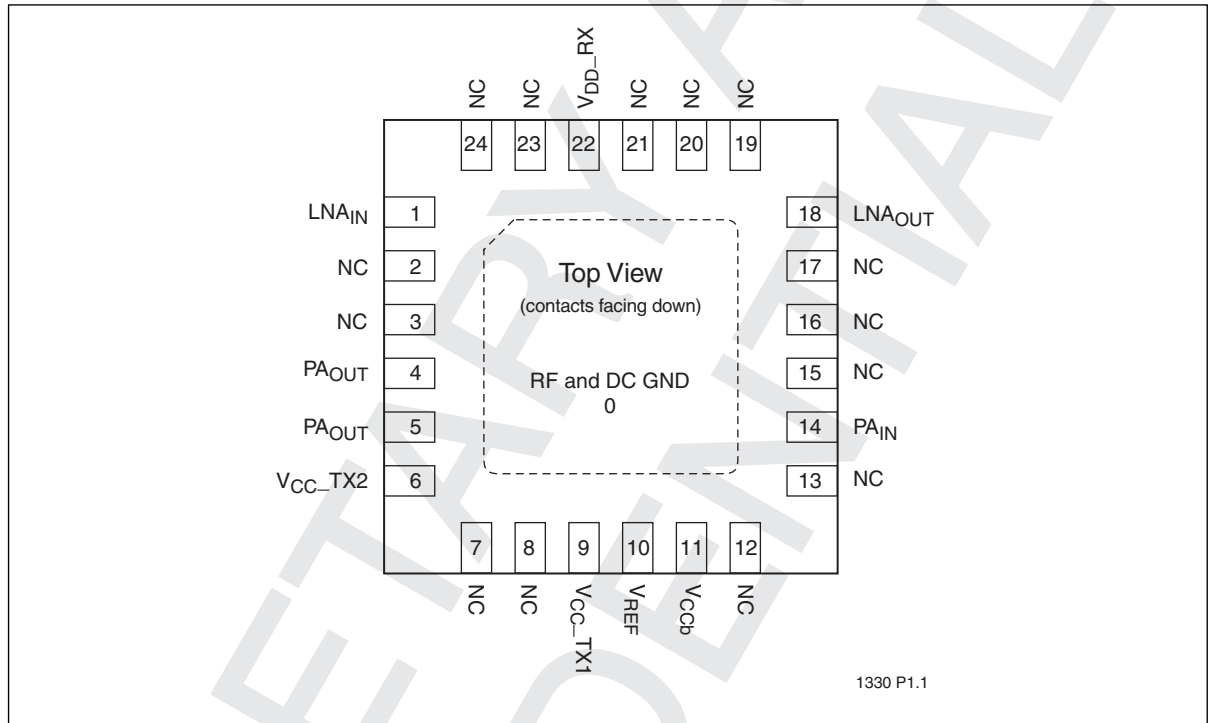 NC NC VDD_RX NC NC NC
24 23 22 21 20 19
LNAIN 1 18 LNAOUT
NC 2 17 NC
Top View
(contacts facing down)
NC 3 16 NC
PAOUT 4 15 NC
RF and DC GND
0
PAOUT 5 14 PAIN
VCC_TX2 6 13 NC
7 8 9 10 11 12
NC NC VCC_TX1 VREF VCCb NC
1330 P1.1